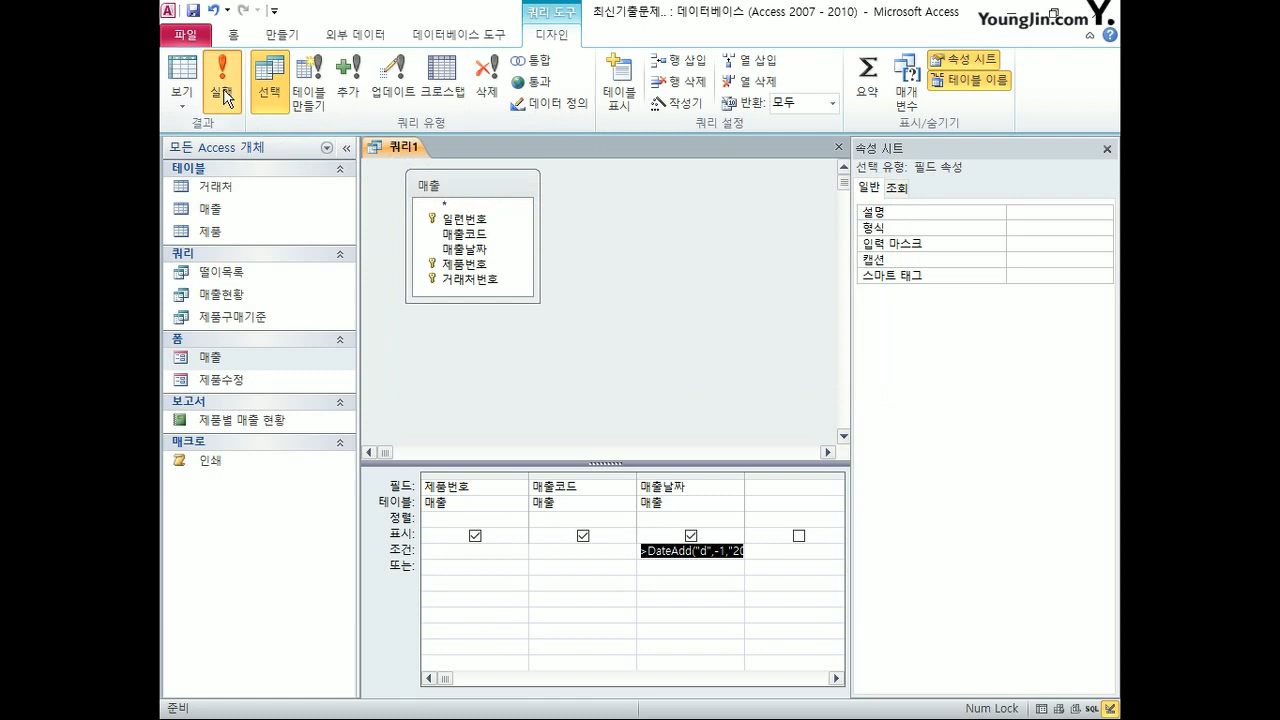 쿼리 도구
최신기출문제.. : 데이터베이스 (Access 2007 - 2010) - Microsoft Access
YoungJin.com Y.
파일 홈 만들기 외부 데이터 데이터베이스 도구 디자인
보기 실행 선택 테이블 만들기 추가 업데이트 크로스탭 삭제
통합
통과
데이터 정의
테이블 표시
행 삽입
행 삭제
작성기
열 삽입
열 삭제
반환: 모두
요약 매개 변수
속성 시트
테이블 이름
결과 쿼리 유형 쿼리 설정 표시/숨기기
모든 Access 개체
테이블
거래처
매출
제품
쿼리
떨이목록
매출현황
제품구매기준
폼
매출
제품수정
보고서
제품별 매출 현황
매크로
인쇄
쿼리1
매출
*
일련번호
매출코드
매출날짜
제품번호
거래처번호
필드: 제품번호 매출코드 매출날짜
테이블: 매출 매출 매출
정렬:
표시:
조건: >DateAdd("d",-1,"20
또는:
속성 시트
선택 유형: 필드 속성
일반 조회
설명
형식
입력 마스크
캡션
스마트 태그
준비 Num Lock SQL